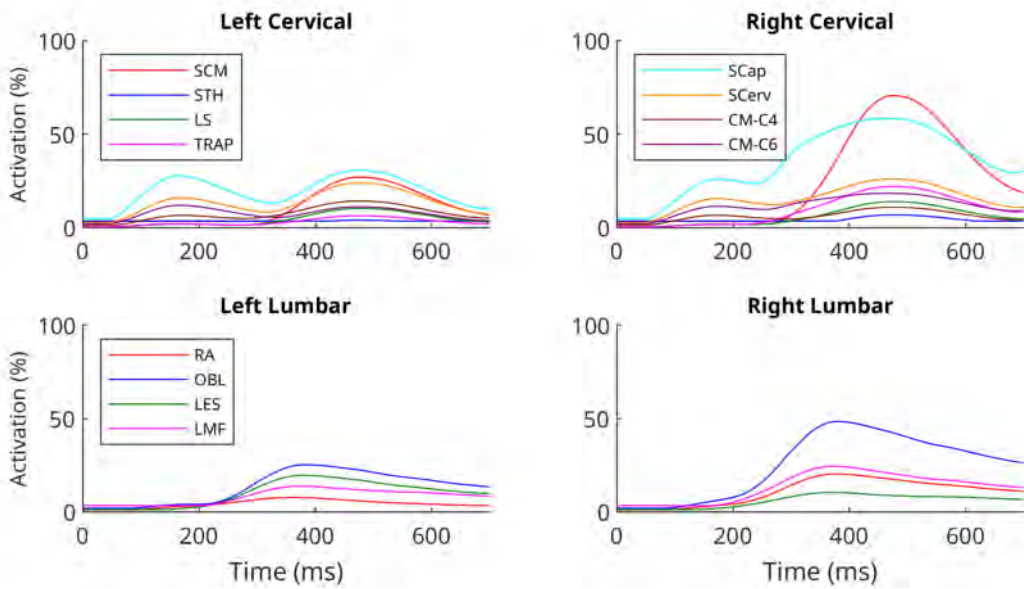 Left Cervical
Right Cervical
Activation (%)
100
50
0
SCM
STH
LS
TRAP
0 200 400 600
100
50
0
SCap
SCerv
CM-C4
CM-C6
0 200 400 600
Left Lumbar
Right Lumbar
Activation (%)
100
50
0
RA
OBL
LES
LMF
0 200 400 600
Time (ms)
100
50
0
0 200 400 600
Time (ms)